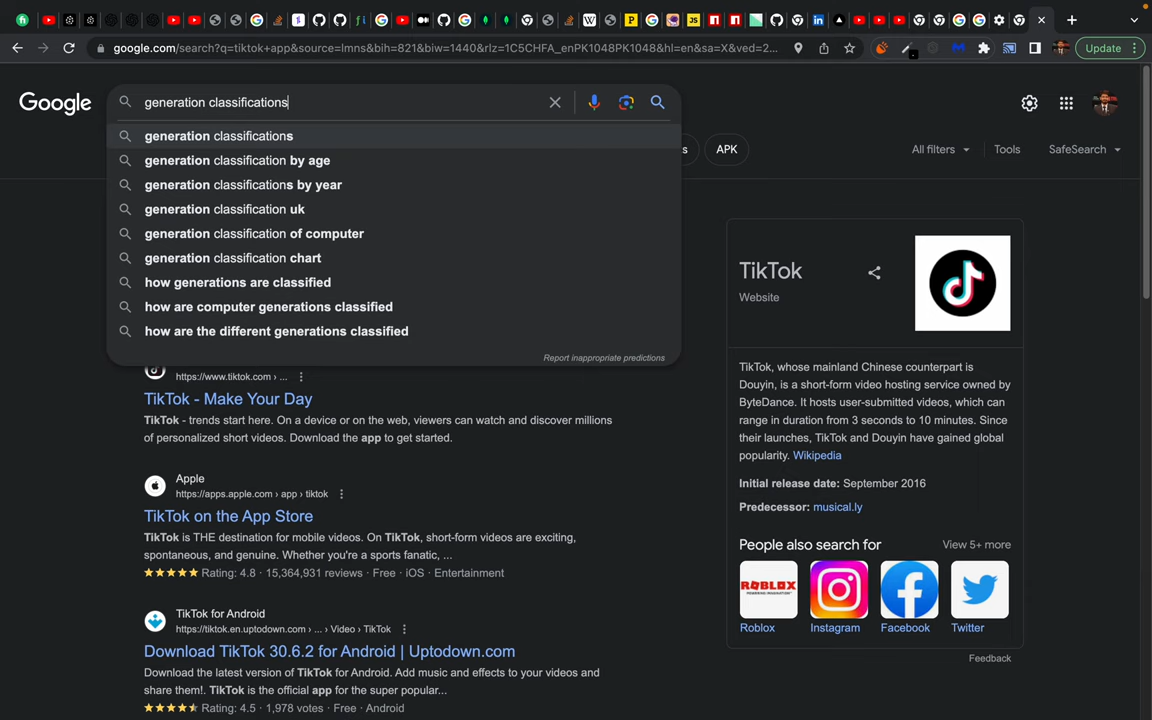 google.com/search?q=tiktok+app&source=lmns&bih=821&biw=1440&rlz=1C5CHFA_enPK1048PK1048&hl=en&sa=X&ved=2...
Update
Google
generation classifications
generation classifications
generation classification by age
generation classifications by year
generation classification uk
generation classification of computer
generation classification chart
how generations are classified
how are computer generations classified
how are the different generations classified
Report inappropriate predictions
s
APK
All filters
Tools
SafeSearch
https://www.tiktok.com › ...
TikTok - Make Your Day
TikTok - trends start here. On a device or on the web, viewers can watch and discover millions
of personalized short videos. Download the app to get started.
Apple
https://apps.apple.com › app › tiktok
TikTok on the App Store
TikTok is THE destination for mobile videos. On TikTok, short-form videos are exciting,
spontaneous, and genuine. Whether you're a sports fanatic, ...
Rating: 4.8 · 15,364,931 reviews · Free · iOS · Entertainment
TikTok for Android
https://tiktok.en.uptodown.com › ... › Video › TikTok
Download TikTok 30.6.2 for Android | Uptodown.com
Download the latest version of TikTok for Android. Add music and effects to your videos and
share them!. TikTok is the official app for the super popular...
Rating: 4.5 · 1,978 votes · Free · Android
TikTok
Website
TikTok, whose mainland Chinese counterpart is
Douyin, is a short-form video hosting service owned by
ByteDance. It hosts user-submitted videos, which can
range in duration from 3 seconds to 10 minutes. Since
their launches, TikTok and Douyin have gained global
popularity. Wikipedia
Initial release date: September 2016
Predecessor: musical.ly
People also search for
View 5+ more
ROBLOX
Roblox
Instagram
Facebook
Twitter
Feedback